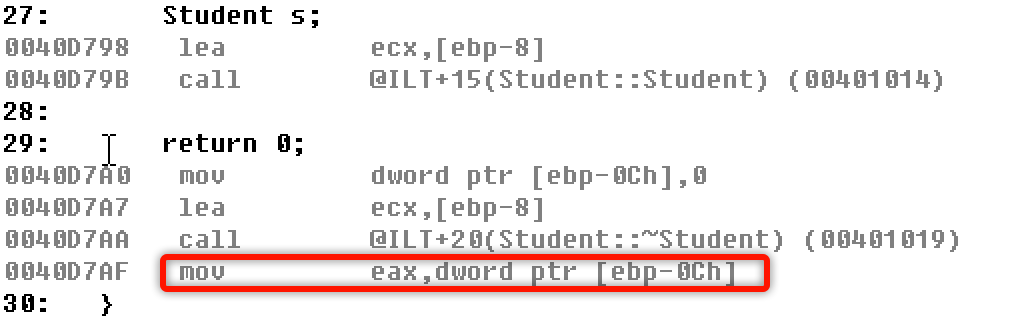 27:      Student s;
0040D798   lea         ecx,[ebp-8]
0040D79B   call        @ILT+15(Student::Student) (00401014)
28:
29:      return 0;
0040D7A0   mov         dword ptr [ebp-0Ch],0
0040D7A7   lea         ecx,[ebp-8]
0040D7AA   call        @ILT+20(Student::~Student) (00401019)
0040D7AF   mov         eax,dword ptr [ebp-0Ch]
30:   }